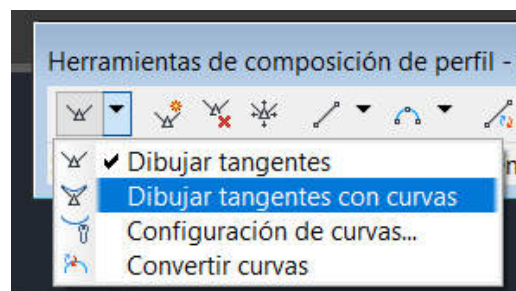 Herramientas de composición de perfil -
Dibujar tangentes
Dibujar tangentes con curvas
Configuración de curvas...
Convertir curvas